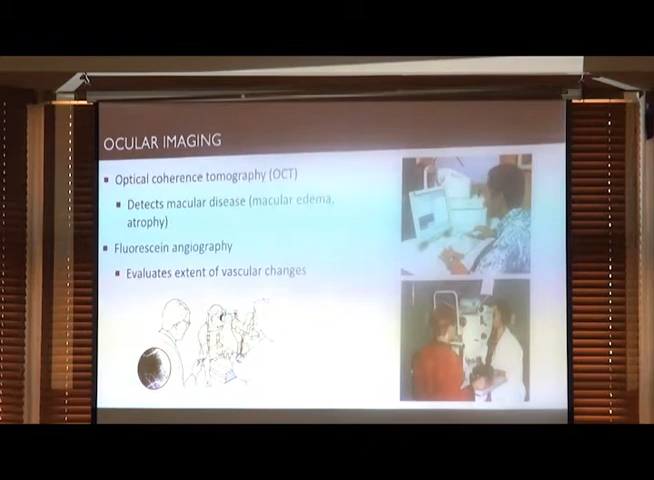 OCULAR IMAGING
Optical coherence tomography (OCT)
Detects macular disease (macular edema,
atrophy)
Fluorescein angiography
Evaluates extent of vascular changes